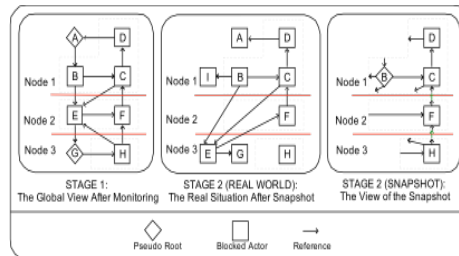 A D
Node 1 B C
Node 2 E F
Node 3 G H
STAGE 1:
The Global View After Monitoring
A D
Node 1 I B C
Node 2 F
Node 3 E G H
STAGE 2 (REAL WORLD):
The Real Situation After Snapshot
D
Node 1 B C
Node 2 F
Node 3 H
STAGE 2 (SNAPSHOT):
The View of the Snapshot
Pseudo Root Blocked Actor Reference